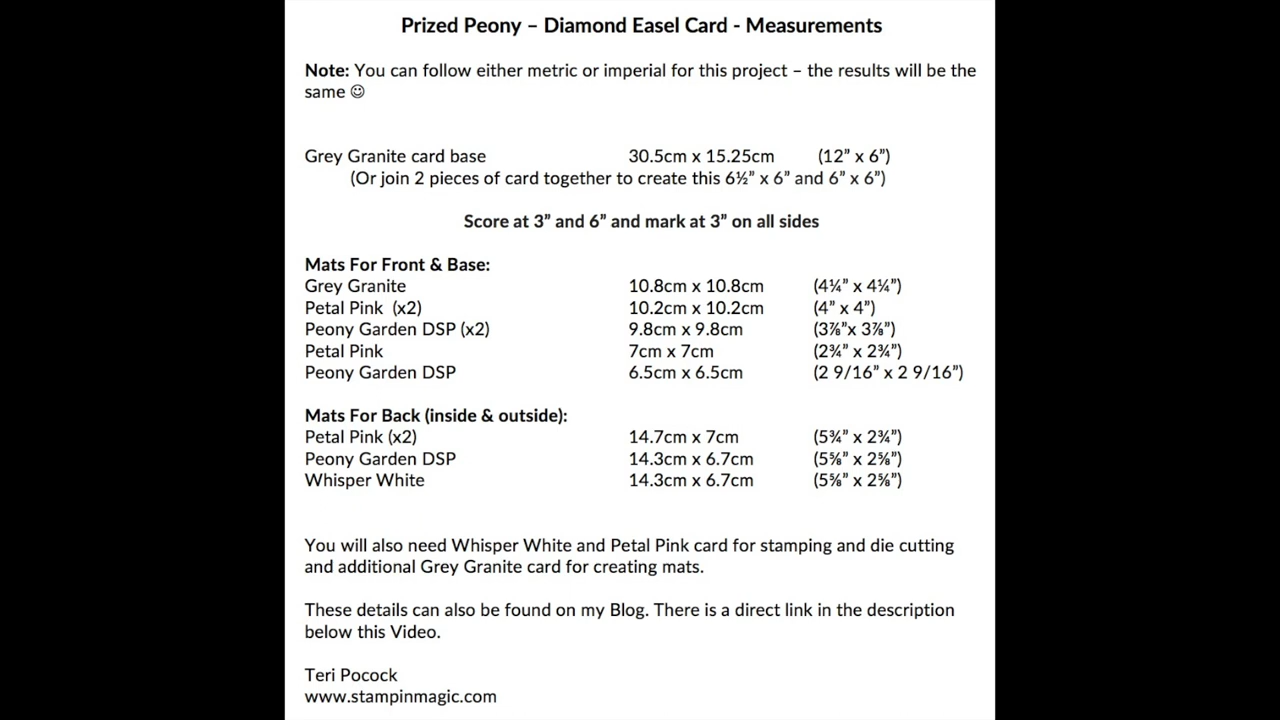 Prized Peony – Diamond Easel Card - Measurements
Note: You can follow either metric or imperial for this project – the results will be the
same ☺
Grey Granite card base 30.5cm x 15.25cm (12” x 6”)
(Or join 2 pieces of card together to create this 6½” x 6” and 6” x 6”)
Score at 3” and 6” and mark at 3” on all sides
Mats For Front & Base:
Grey Granite 10.8cm x 10.8cm (4¼” x 4¼”)
Petal Pink (x2) 10.2cm x 10.2cm (4” x 4”)
Peony Garden DSP (x2) 9.8cm x 9.8cm (3⅞”x 3⅞”)
Petal Pink 7cm x 7cm (2¾” x 2¾”)
Peony Garden DSP 6.5cm x 6.5cm (2 9/16” x 2 9/16”)
Mats For Back (inside & outside):
Petal Pink (x2) 14.7cm x 7cm (5¾” x 2¾”)
Peony Garden DSP 14.3cm x 6.7cm (5⅝” x 2⅝”)
Whisper White 14.3cm x 6.7cm (5⅝” x 2⅝”)
You will also need Whisper White and Petal Pink card for stamping and die cutting
and additional Grey Granite card for creating mats.
These details can also be found on my Blog. There is a direct link in the description
below this Video.
Teri Pocock
www.stampinmagic.com